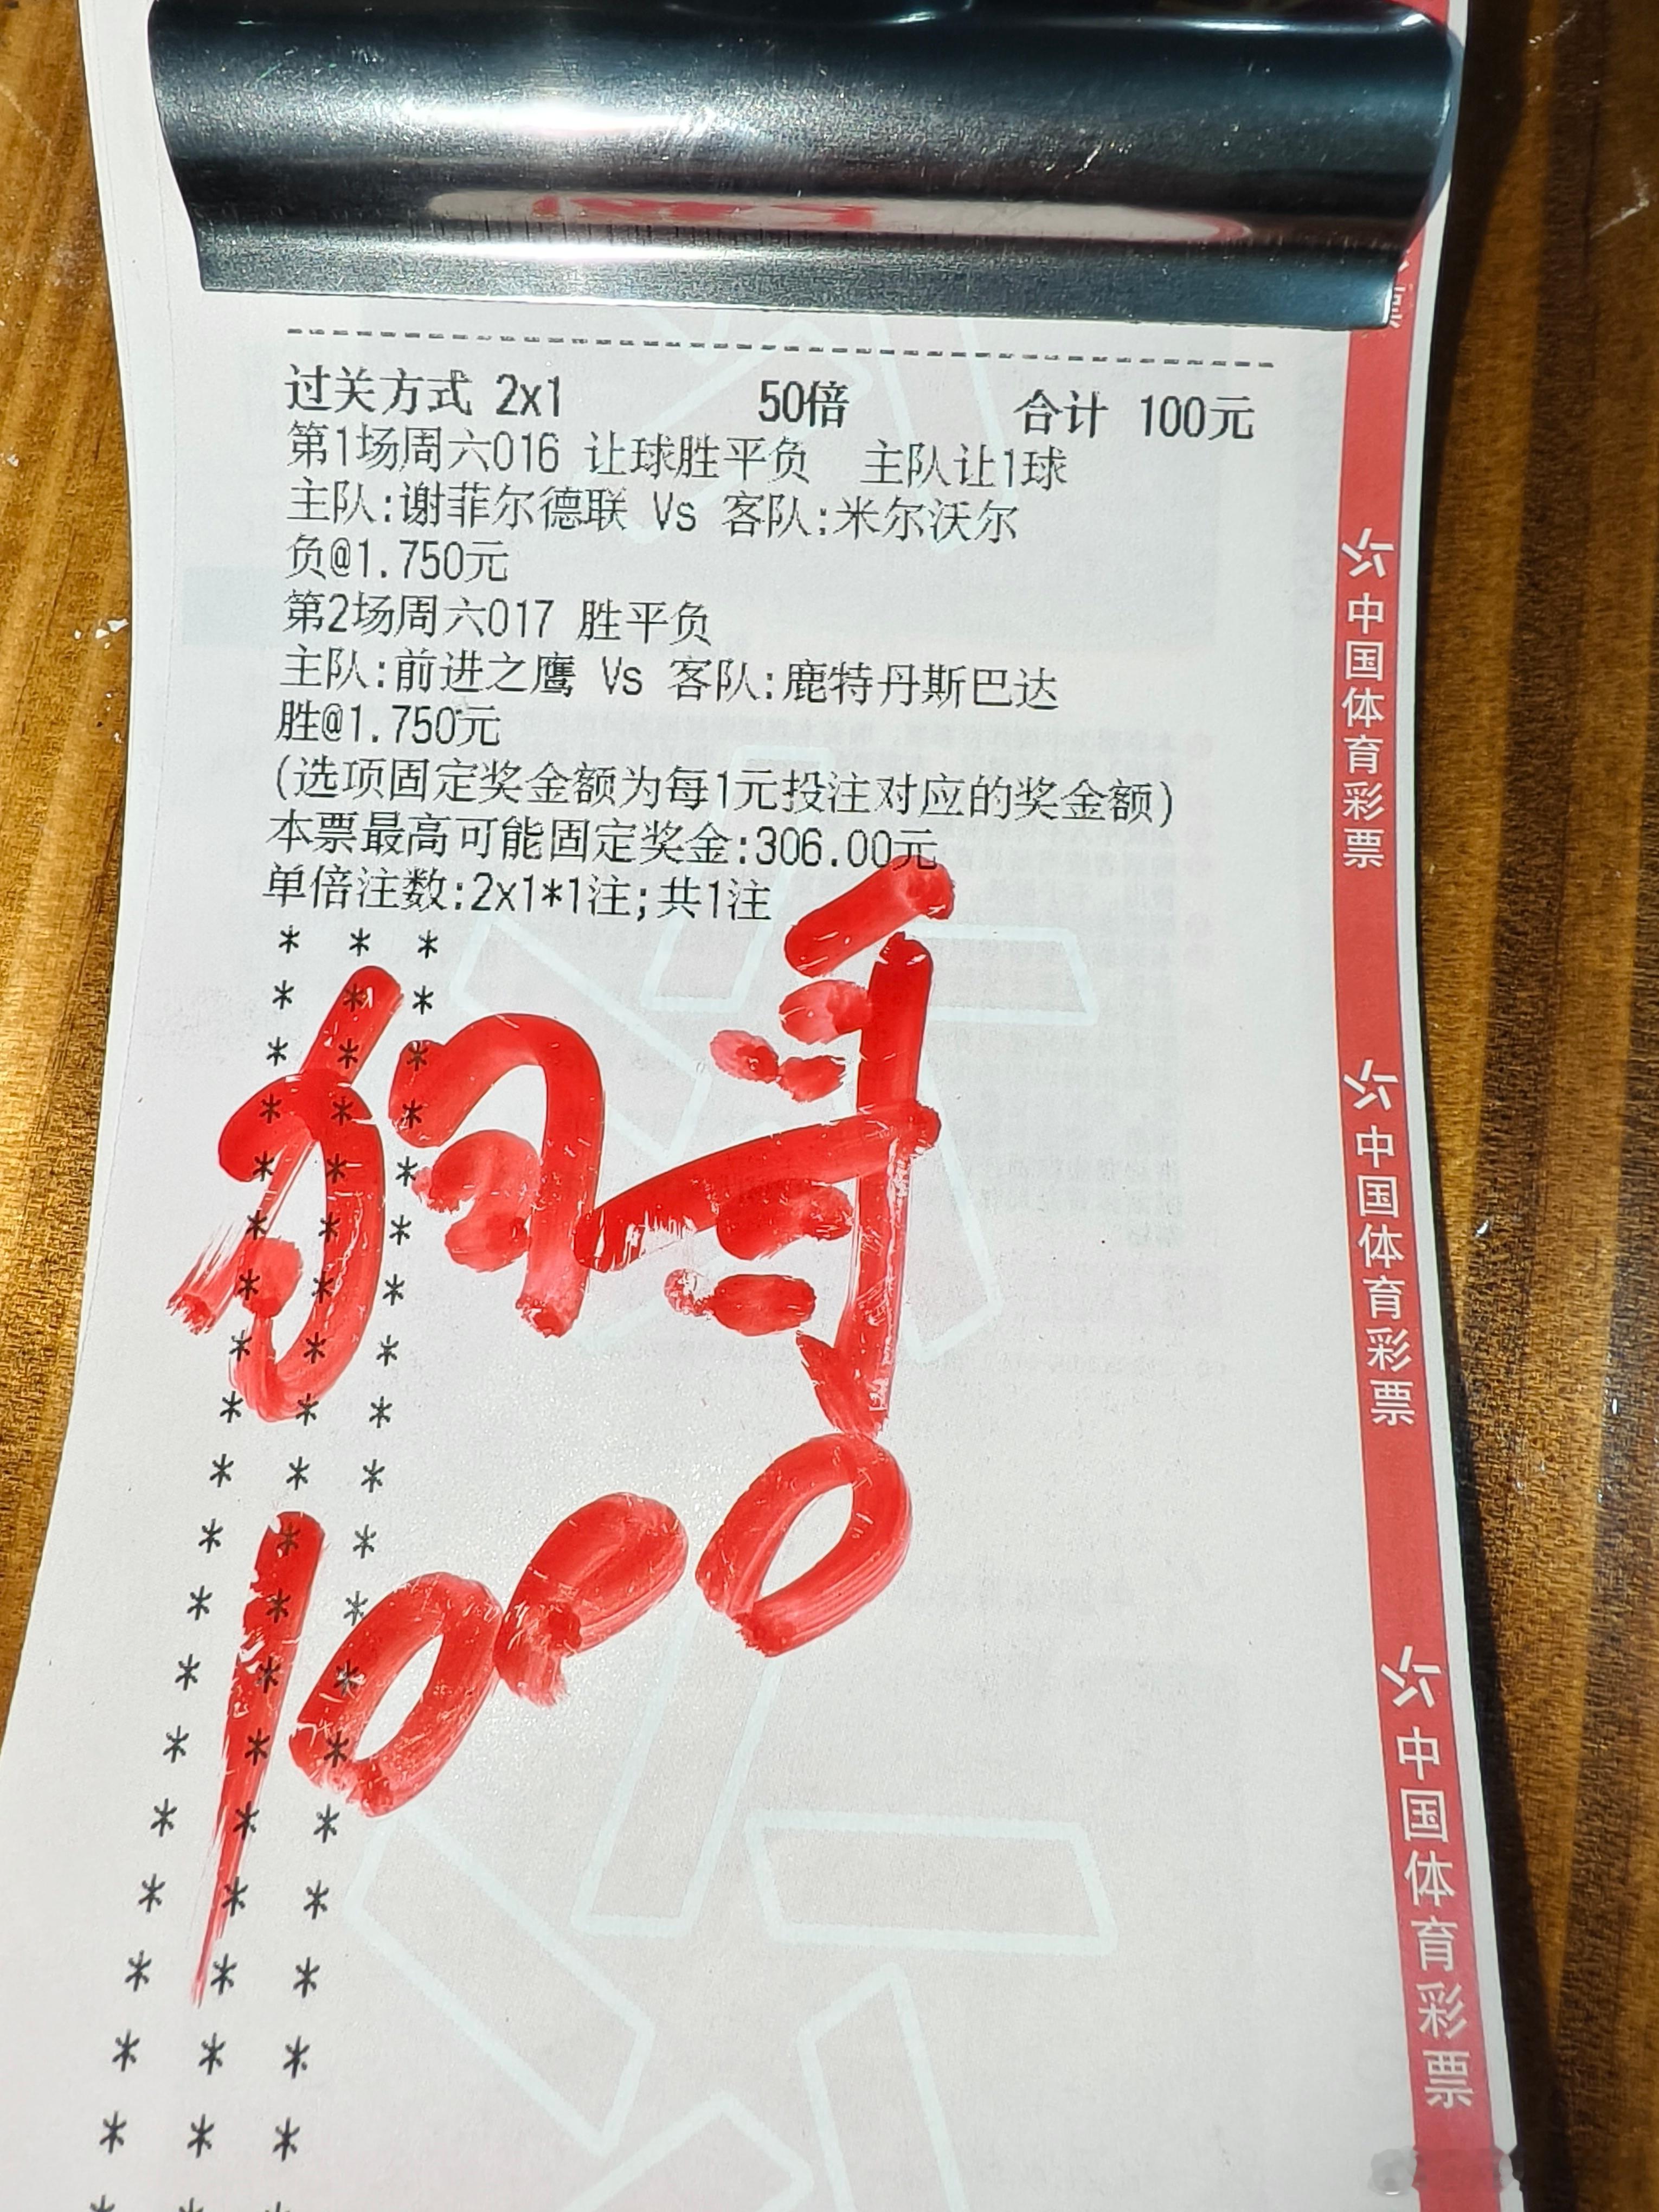 过关方式 2x1 50倍 合计 100元
第1场周六016 让球胜平负 主队让1球
主队:谢菲尔德联 Vs 客队:米尔沃尔
负@1.750元
第2场周六017 胜平负
主队:前进之鹰 Vs 客队:鹿特丹斯巴达
胜@1.750元
(选项固定奖金额为每1元投注对应的奖金额)
本票最高可能固定奖金:306.00元
单倍注数:2x1*1注;共1注
1000
票
中国体育彩票
中国体育彩票
中国体育彩票